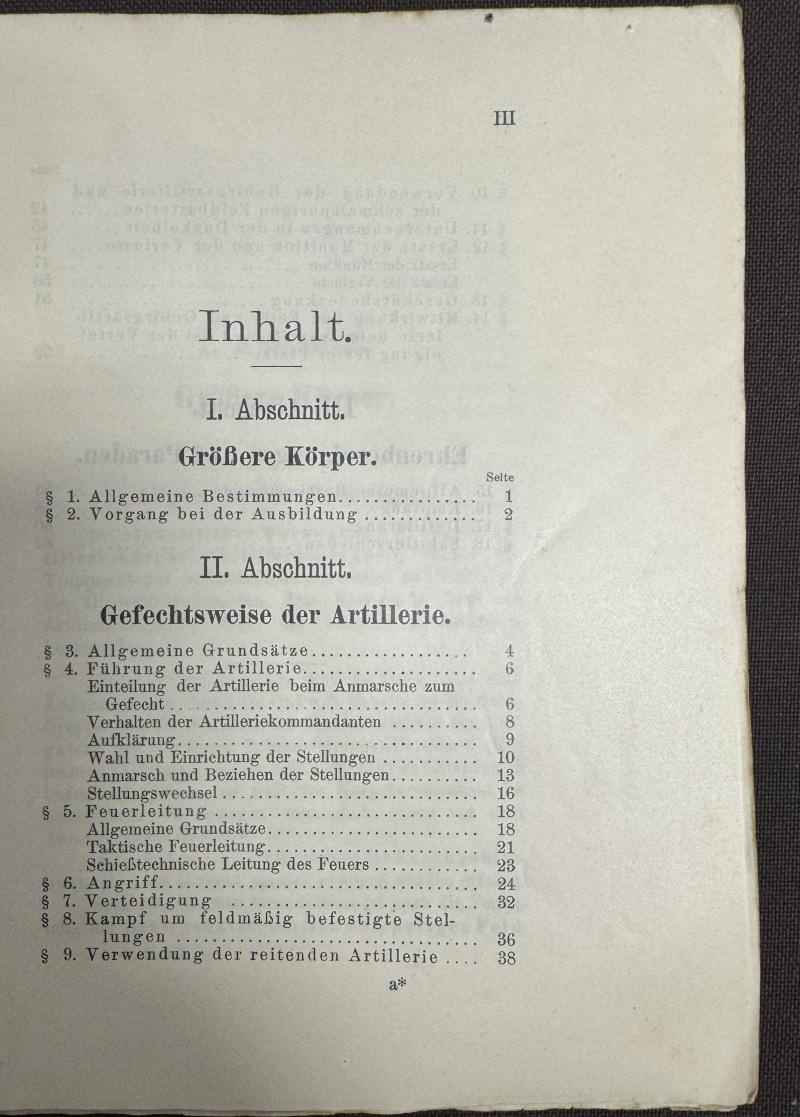 III
Inhalt.
I. Abschnitt.
Größere Körper.
Seite
§ 1. Allgemeine Bestimmungen................ 1
§ 2. Vorgang bei der Ausbildung ............. 2
II. Abschnitt.
Gefechtsweise der Artillerie.
§ 3. Allgemeine Grundsätze................. 4
§ 4. Führung der Artillerie................... 6
Einteilung der Artillerie beim Anmarsche zum
Gefecht.................................. 6
Verhalten der Artilleriekommandanten .......... 8
Aufklärung.................................. 9
Wahl und Einrichtung der Stellungen ........... 10
Anmarsch und Beziehen der Stellungen.......... 13
Stellungswechsel............................. 16
§ 5. Feuerleitung ............................. 18
Allgemeine Grundsätze........................ 18
Taktische Feuerleitung........................ 21
Schießtechnische Leitung des Feuers ............ 23
§ 6. Angriff.................................... 24
§ 7. Verteidigung ............................ 32
§ 8. Kampf um feldmäßig befestigte Stel-
lungen .................................. 36
§ 9. Verwendung der reitenden Artillerie .... 38
a*